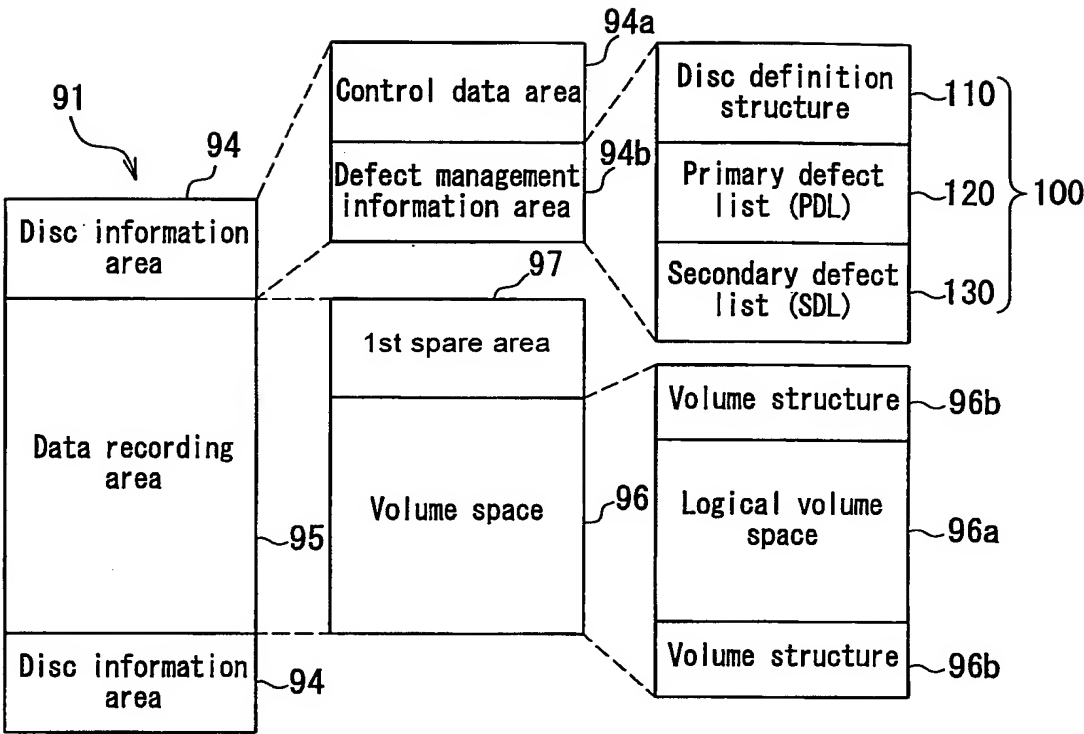 91
94
Disc information
area
Data recording
area
95
Disc information
area
94
94a
Control data area
94b
Defect management
information area
97
1st spare area
Volume space
96
Disc definition
structure
110
Primary defect
list (PDL)
120
Secondary defect
list (SDL)
130
100
Volume structure
96b
Logical volume
space
96a
Volume structure
96b